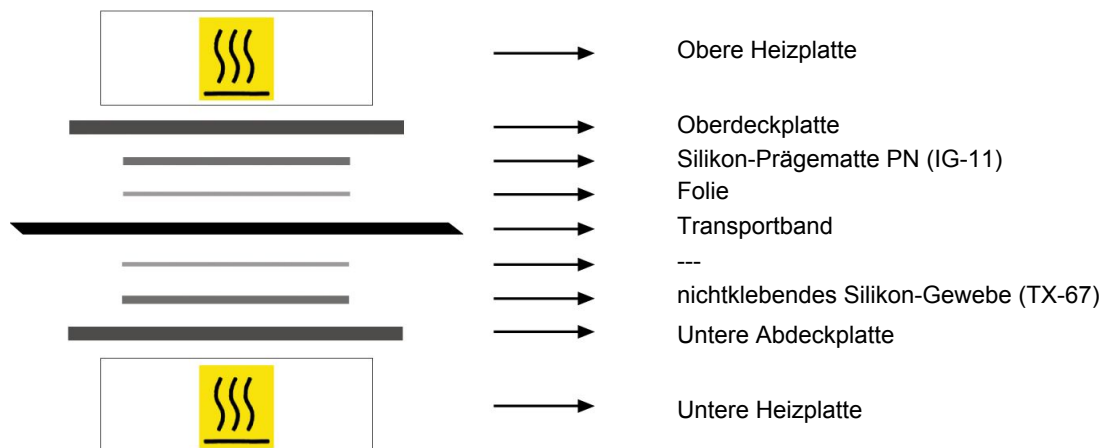 Obere Heizplatte
Oberdeckplatte
Silikon-Prägematte PN (IG-11)
Folie
Transportband
---
nichtklebendes Silikon-Gewebe (TX-67)
Untere Abdeckplatte
Untere Heizplatte